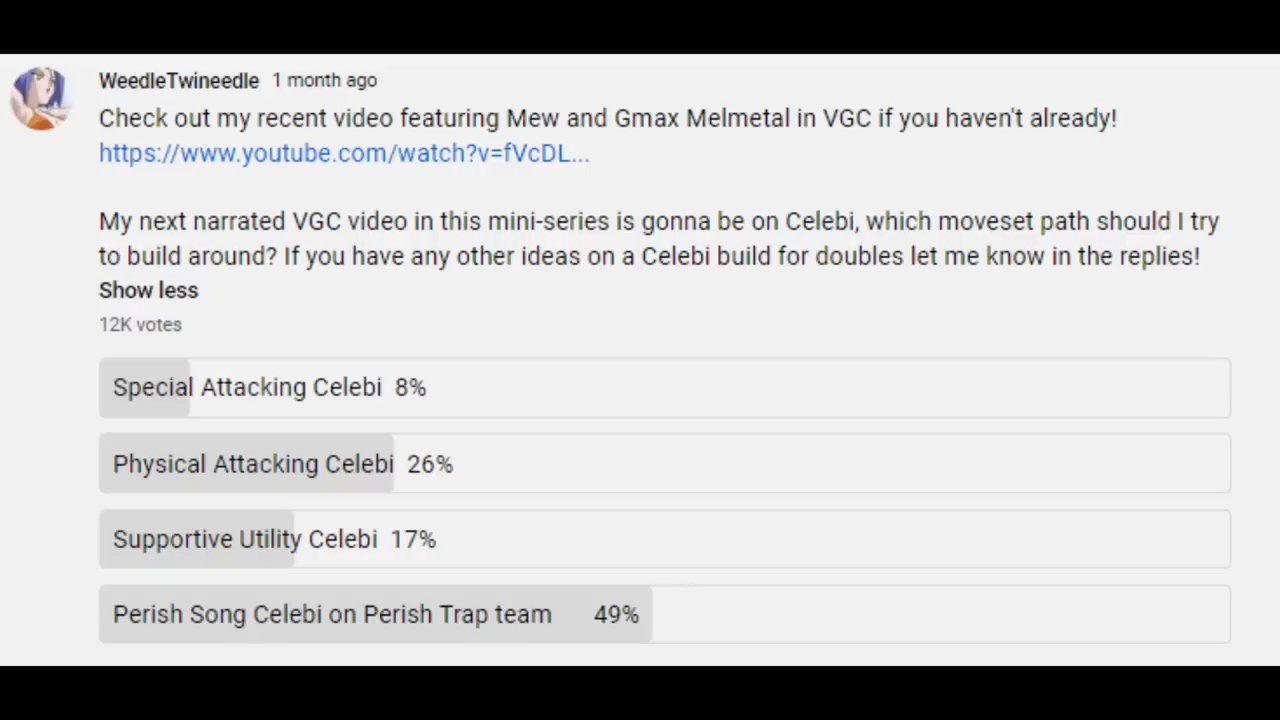 WeedleTwineedle 1 month ago
Check out my recent video featuring Mew and Gmax Melmetal in VGC if you haven't already!
https://www.youtube.com/watch?v=fVcDL...
My next narrated VGC video in this mini-series is gonna be on Celebi, which moveset path should I try
to build around? If you have any other ideas on a Celebi build for doubles let me know in the replies!
Show less
12K votes
Special Attacking Celebi 8%
Physical Attacking Celebi 26%
Supportive Utility Celebi 17%
Perish Song Celebi on Perish Trap team 49%